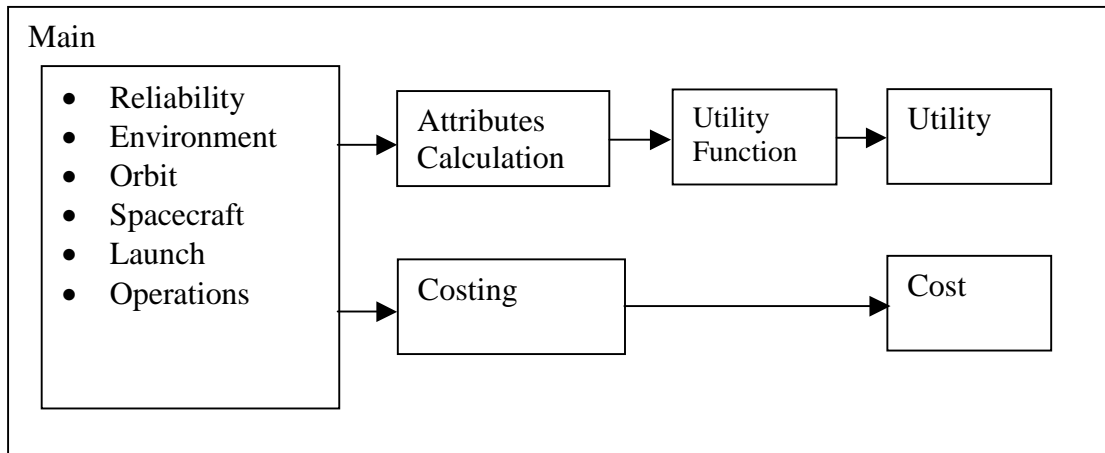 Main
• Reliability
• Environment
• Orbit
• Spacecraft
• Launch
• Operations
Attributes
Calculation
Utility
Function
Utility
Costing
Cost